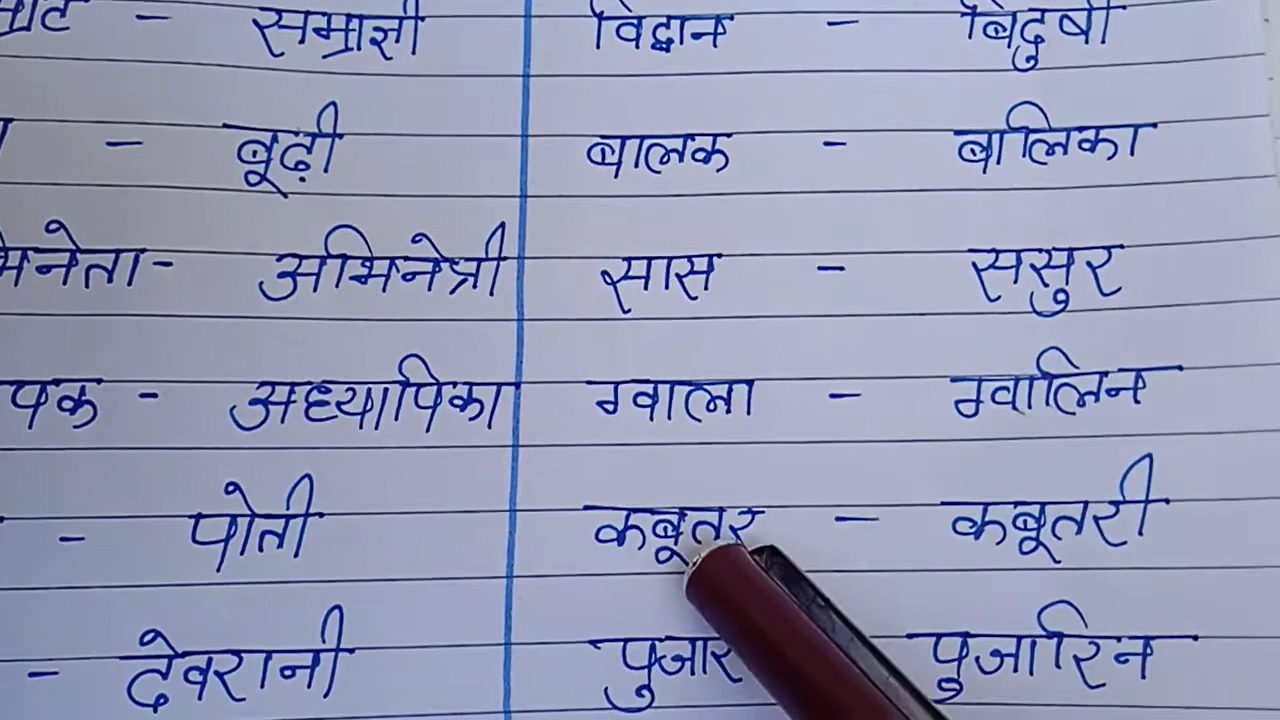 सम्राज्ञी विद्वान - बिदुषी
- बूढ़ी बालक - बालिका
- अभिनेत्री सास - ससुर
- अध्यापिका ग्वाला - ग्वालिन
- पोती कबूतर - कबूतरी
- देवरानी पुजारिन